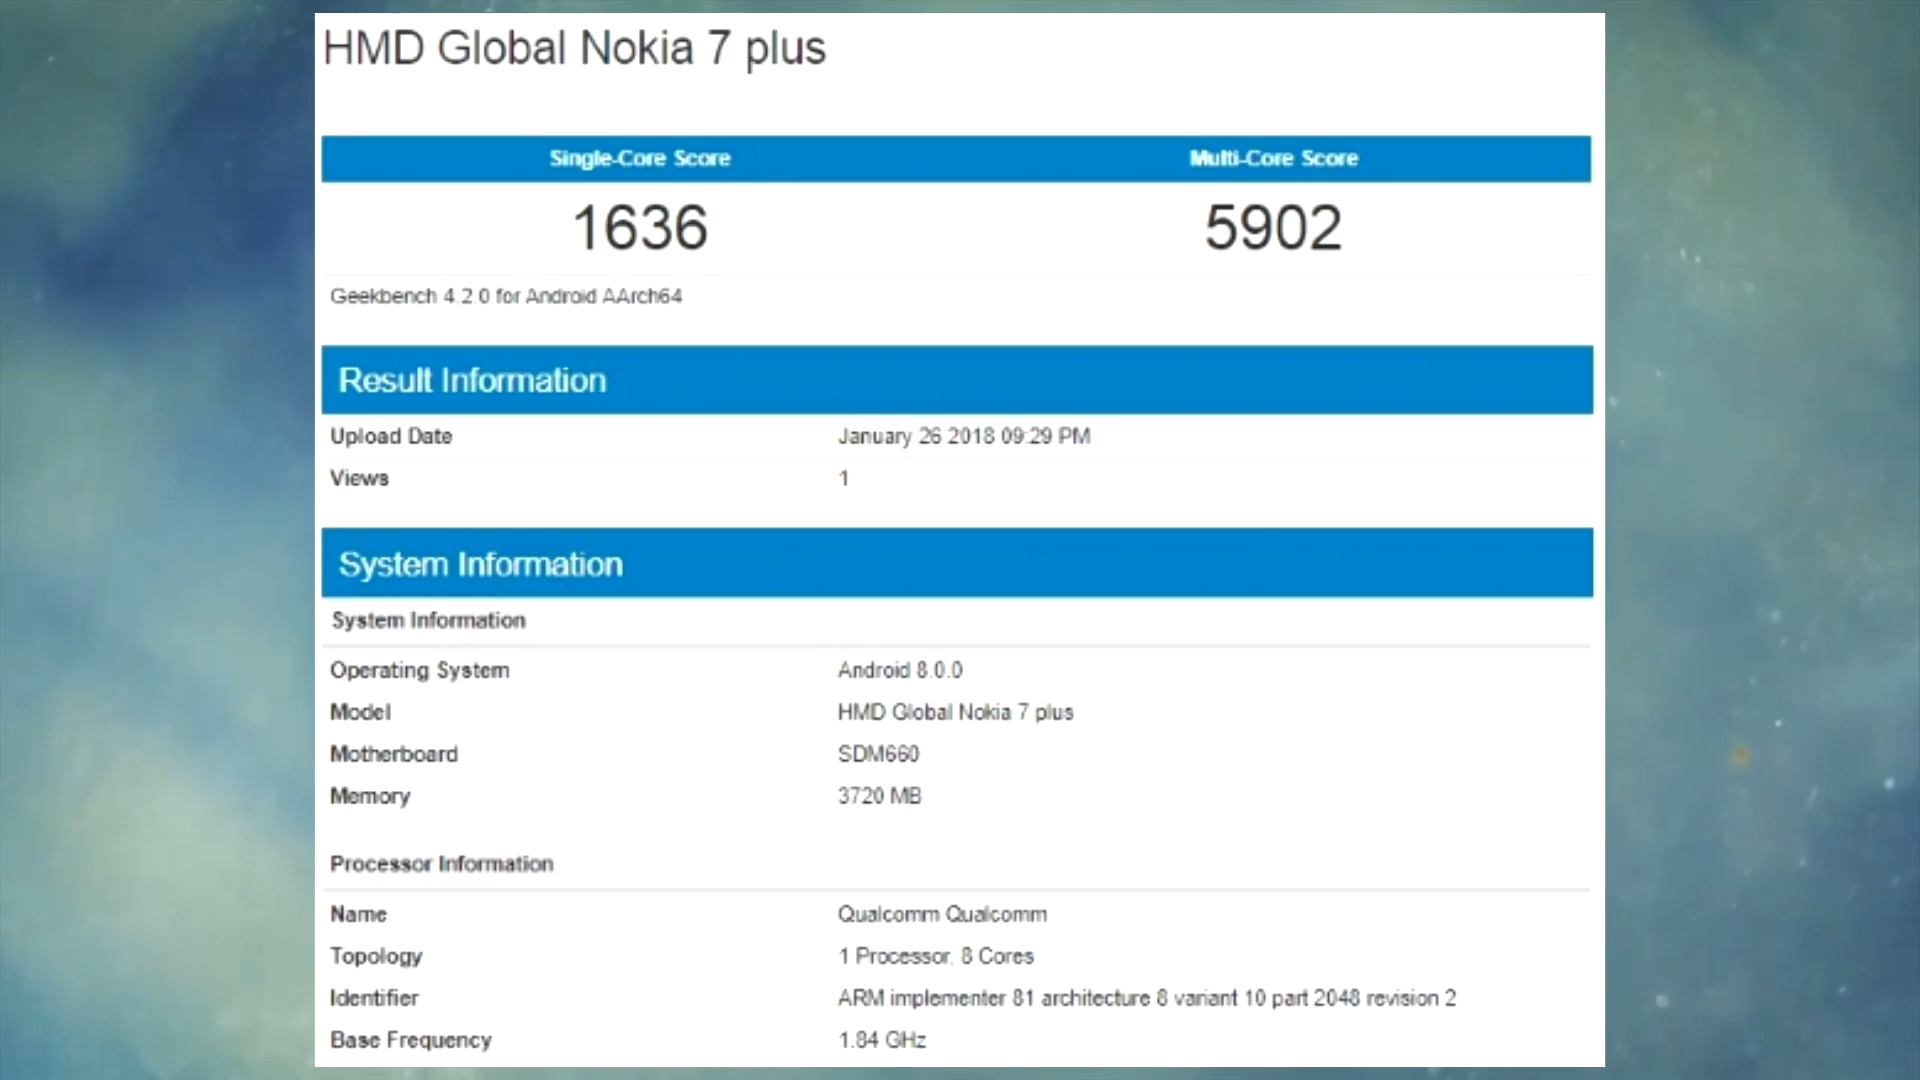 HMD Global Nokia 7 plus
Single-Core Score Multi-Core Score
1636 5902
Geekbench 4.2.0 for Android AArch64
Result Information
Upload Date January 26 2018 09:29 PM
Views 1
System Information
System Information
Operating System Android 8.0.0
Model HMD Global Nokia 7 plus
Motherboard SDM660
Memory 3720 MB
Processor Information
Name Qualcomm Qualcomm
Topology 1 Processor, 8 Cores
Identifier ARM implementer 81 architecture 8 variant 10 part 2048 revision 2
Base Frequency 1.84 GHz